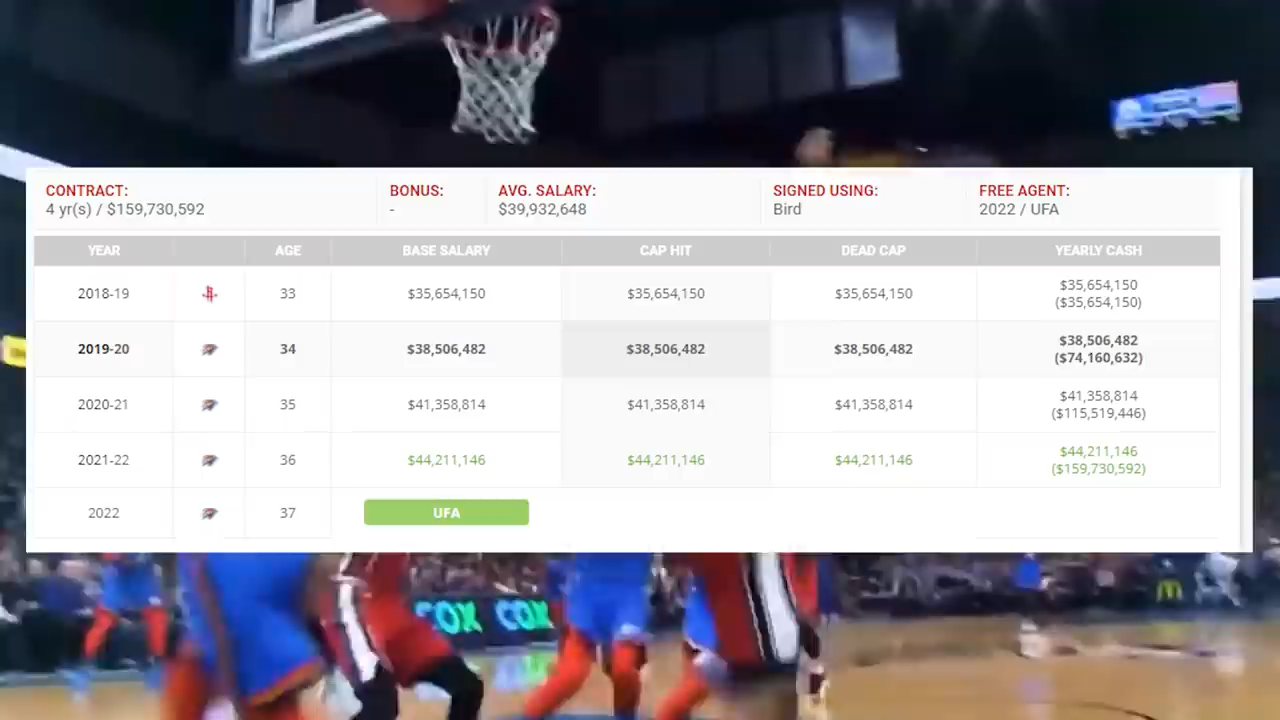 CONTRACT: BONUS: AVG. SALARY: SIGNED USING: FREE AGENT:
4 yr(s) / $159,730,592 - $39,932,648 Bird 2022 / UFA
YEAR AGE BASE SALARY CAP HIT DEAD CAP YEARLY CASH
2018-19 33 $35,654,150 $35,654,150 $35,654,150 $35,654,150
($35,654,150)
2019-20 34 $38,506,482 $38,506,482 $38,506,482 $38,506,482
($74,160,632)
2020-21 35 $41,358,814 $41,358,814 $41,358,814 $41,358,814
($115,519,446)
2021-22 36 $44,211,146 $44,211,146 $44,211,146 $44,211,146
($159,730,592)
2022 37 UFA
COX COX